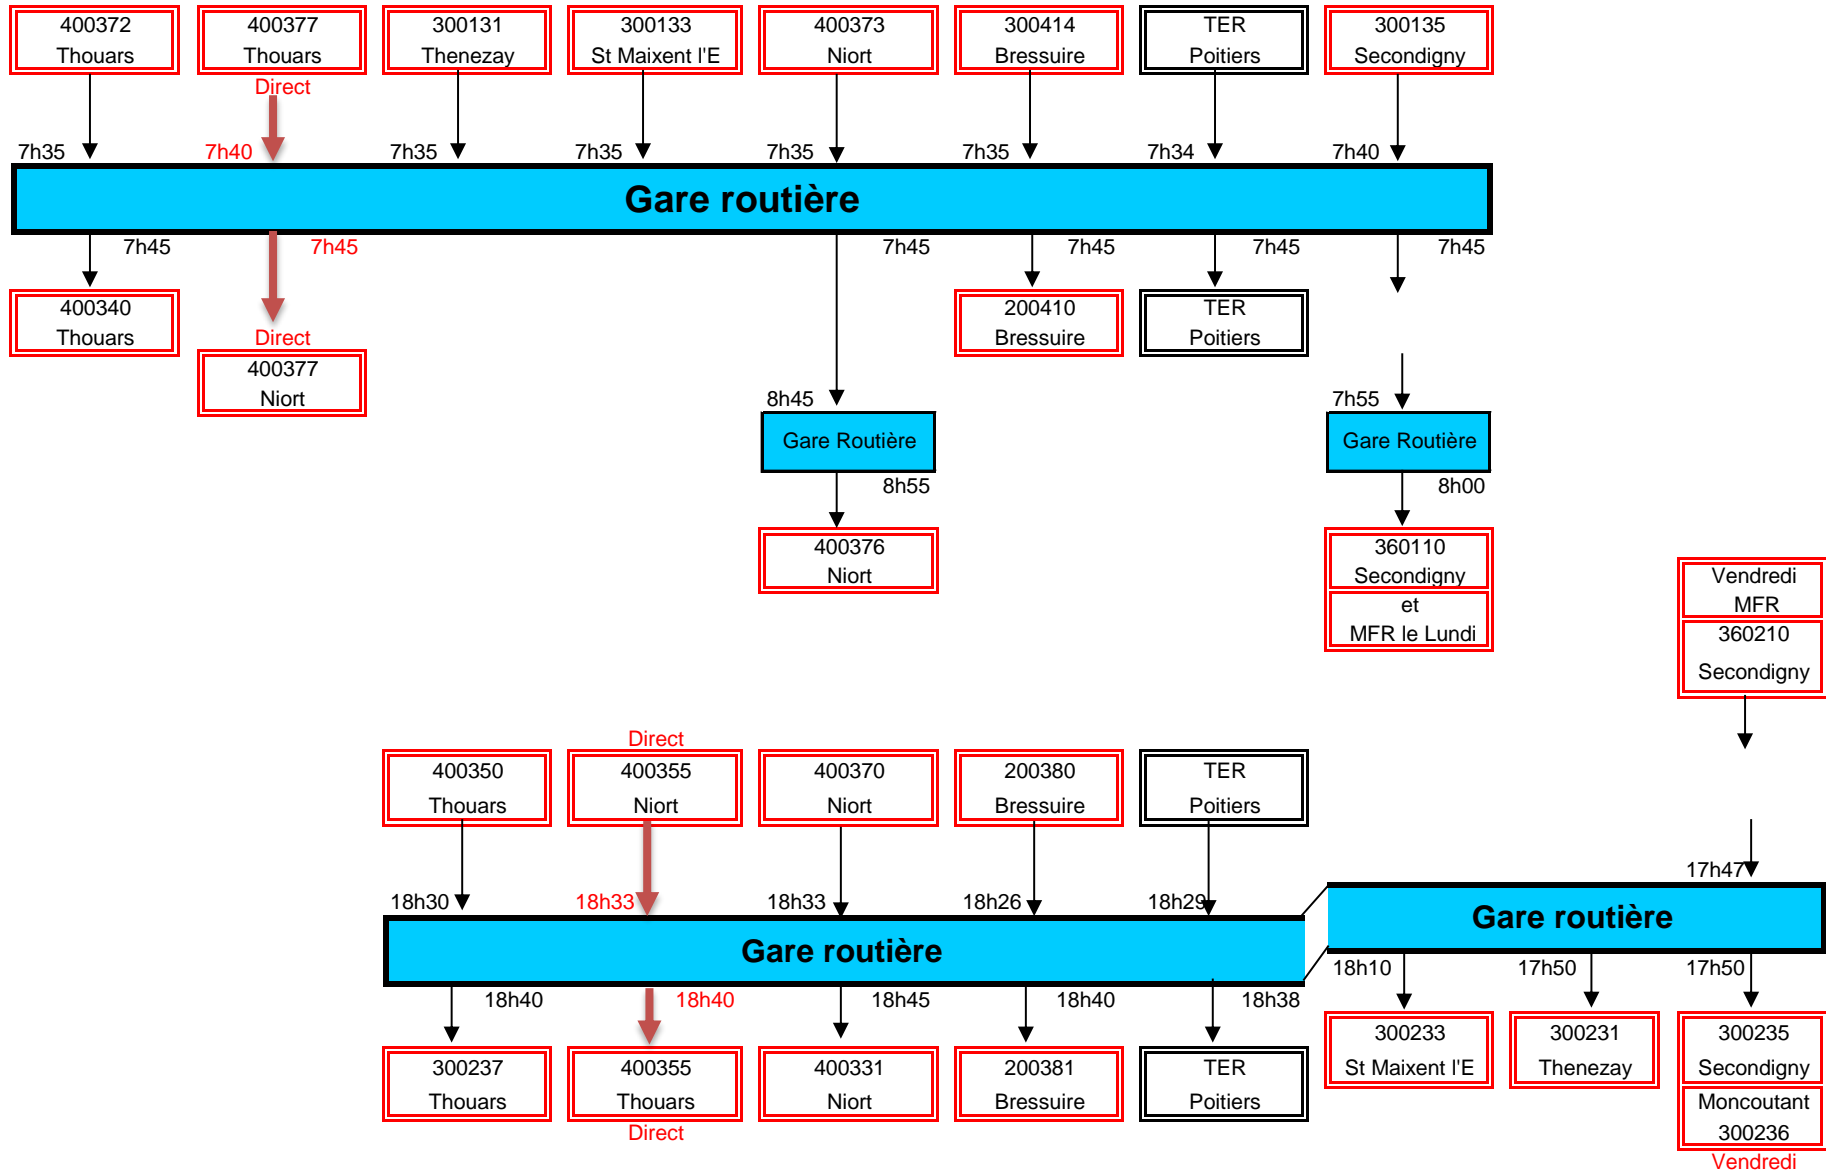 400372
Thouars
400377
Thouars
Direct
300131
Thenezay
300133
St Maixent l'E
400373
Niort
300414
Bressuire
TER
Poitiers
300135
Secondigny
7h35
7h40
7h35
7h35
7h35
7h35
7h34
7h40
Gare routière
7h45
7h45
7h45
7h45
7h45
7h45
400340
Thouars
Direct
400377
Niort
200410
Bressuire
TER
Poitiers
8h45
Gare Routière
8h55
400376
Niort
7h55
Gare Routière
8h00
360110
Secondigny
et
MFR le Lundi
Vendredi
MFR
360210
Secondigny
400350
Thouars
Direct
400355
Niort
400370
Niort
200380
Bressuire
TER
Poitiers
18h30
18h33
18h33
18h26
18h29
17h47
Gare routière
Gare routière
18h40
18h40
18h45
18h40
18h38
18h10
17h50
17h50
300237
Thouars
400355
Thouars
Direct
400331
Niort
200381
Bressuire
TER
Poitiers
300233
St Maixent l'E
300231
Thenezay
300235
Secondigny
Moncoutant
300236
Vendredi